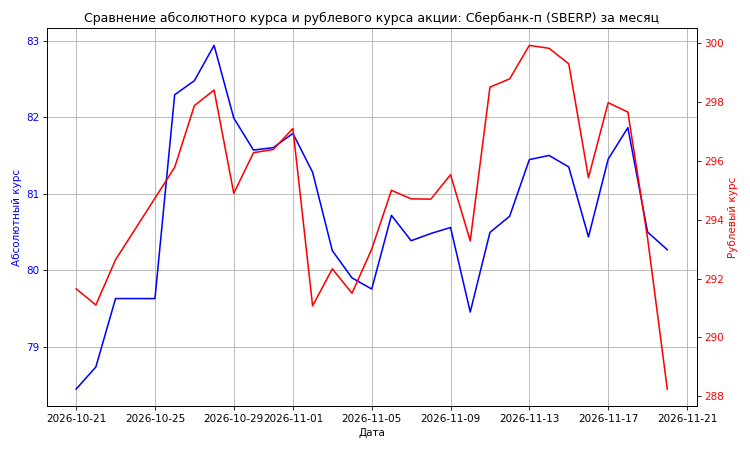 Сравнение абсолютного курса и рублевого курса акции: Сбербанк-п (SBERP) за месяц
83
82
81
80
79
Абсолютный курс
300
298
296
294
292
290
288
Рублевый курс
2026-10-21 2026-10-25 2026-10-29 2026-11-01 2026-11-05 2026-11-09 2026-11-13 2026-11-17 2026-11-21
Дата